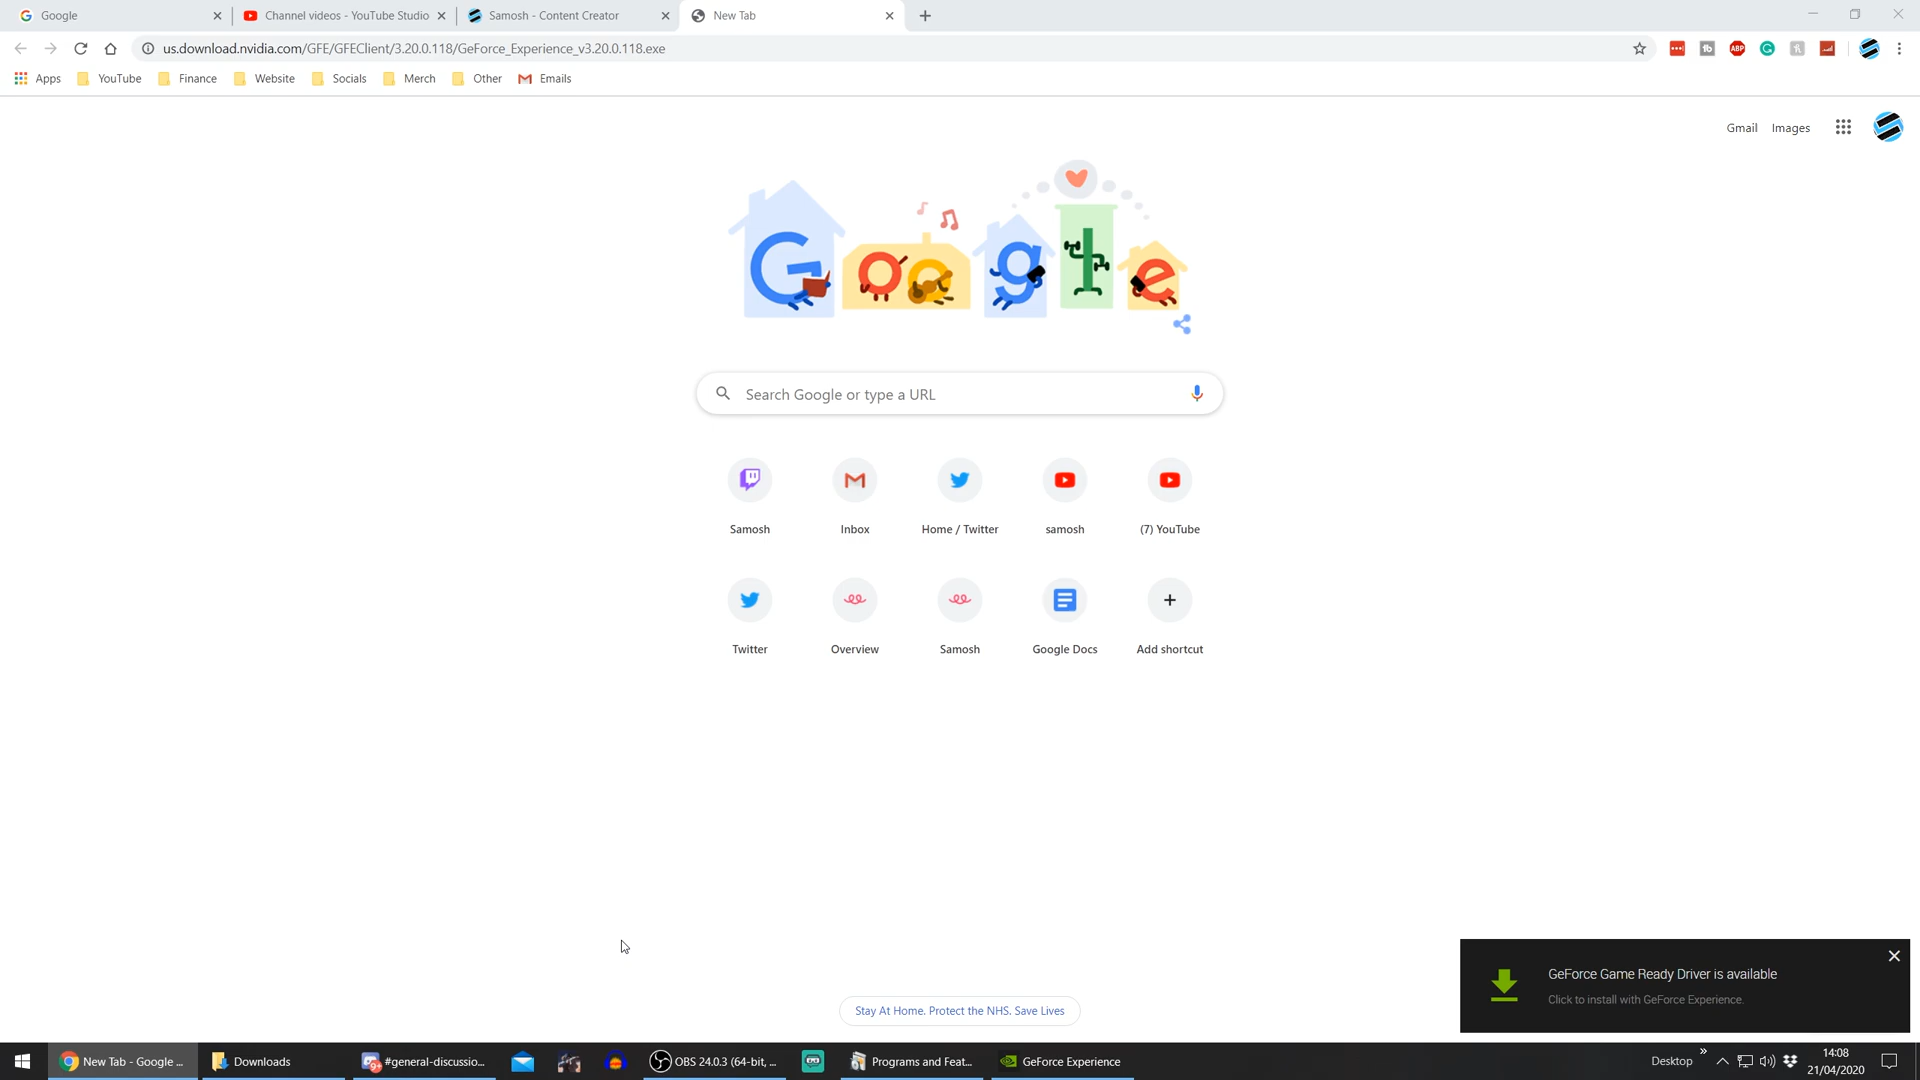 Google
Channel videos - YouTube Studio
Samosh - Content Creator
New Tab
us.download.nvidia.com/GFE/GFEClient/3.20.0.118/GeForce_Experience_v3.20.0.118.exe
ABP
Apps
YouTube
Finance
Website
Socials
Merch
Other
Emails
Gmail
Images
Google
Search Google or type a URL
Samosh
Inbox
Home / Twitter
samosh
(7) YouTube
Twitter
Overview
Samosh
Google Docs
Add shortcut
GeForce Game Ready Driver is available
Click to install with GeForce Experience.
Stay At Home. Protect the NHS. Save Lives
New Tab - Google ...
Downloads
9+
#general-discussio...
OBS 24.0.3 (64-bit, ...
Programs and Feat...
GeForce Experience
Desktop
14:08
21/04/2020